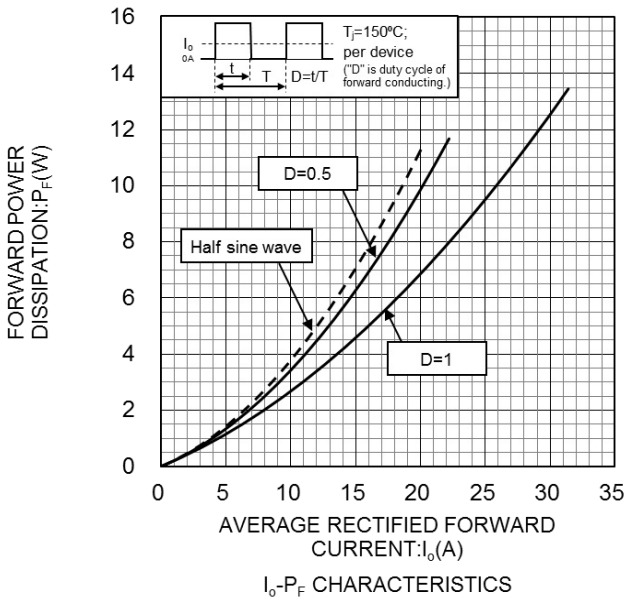 16
14
12
10
8
6
4
2
0
FORWARD POWER
DISSIPATION:PF(W)
Io
0A
t
T
D=t/T
Tj=150ºC;
per device
("D" is duty cycle of
forward conducting.)
D=0.5
Half sine wave
D=1
0 5 10 15 20 25 30 35
AVERAGE RECTIFIED FORWARD
CURRENT:Io(A)
Io-PF CHARACTERISTICS